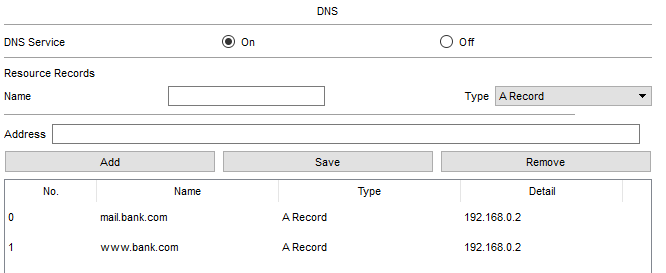 DNS
DNS Service On Off
Resource Records
Name Type A Record
Address
Add Save Remove
No. Name Type Detail
0 mail.bank.com A Record 192.168.0.2
1 www.bank.com A Record 192.168.0.2